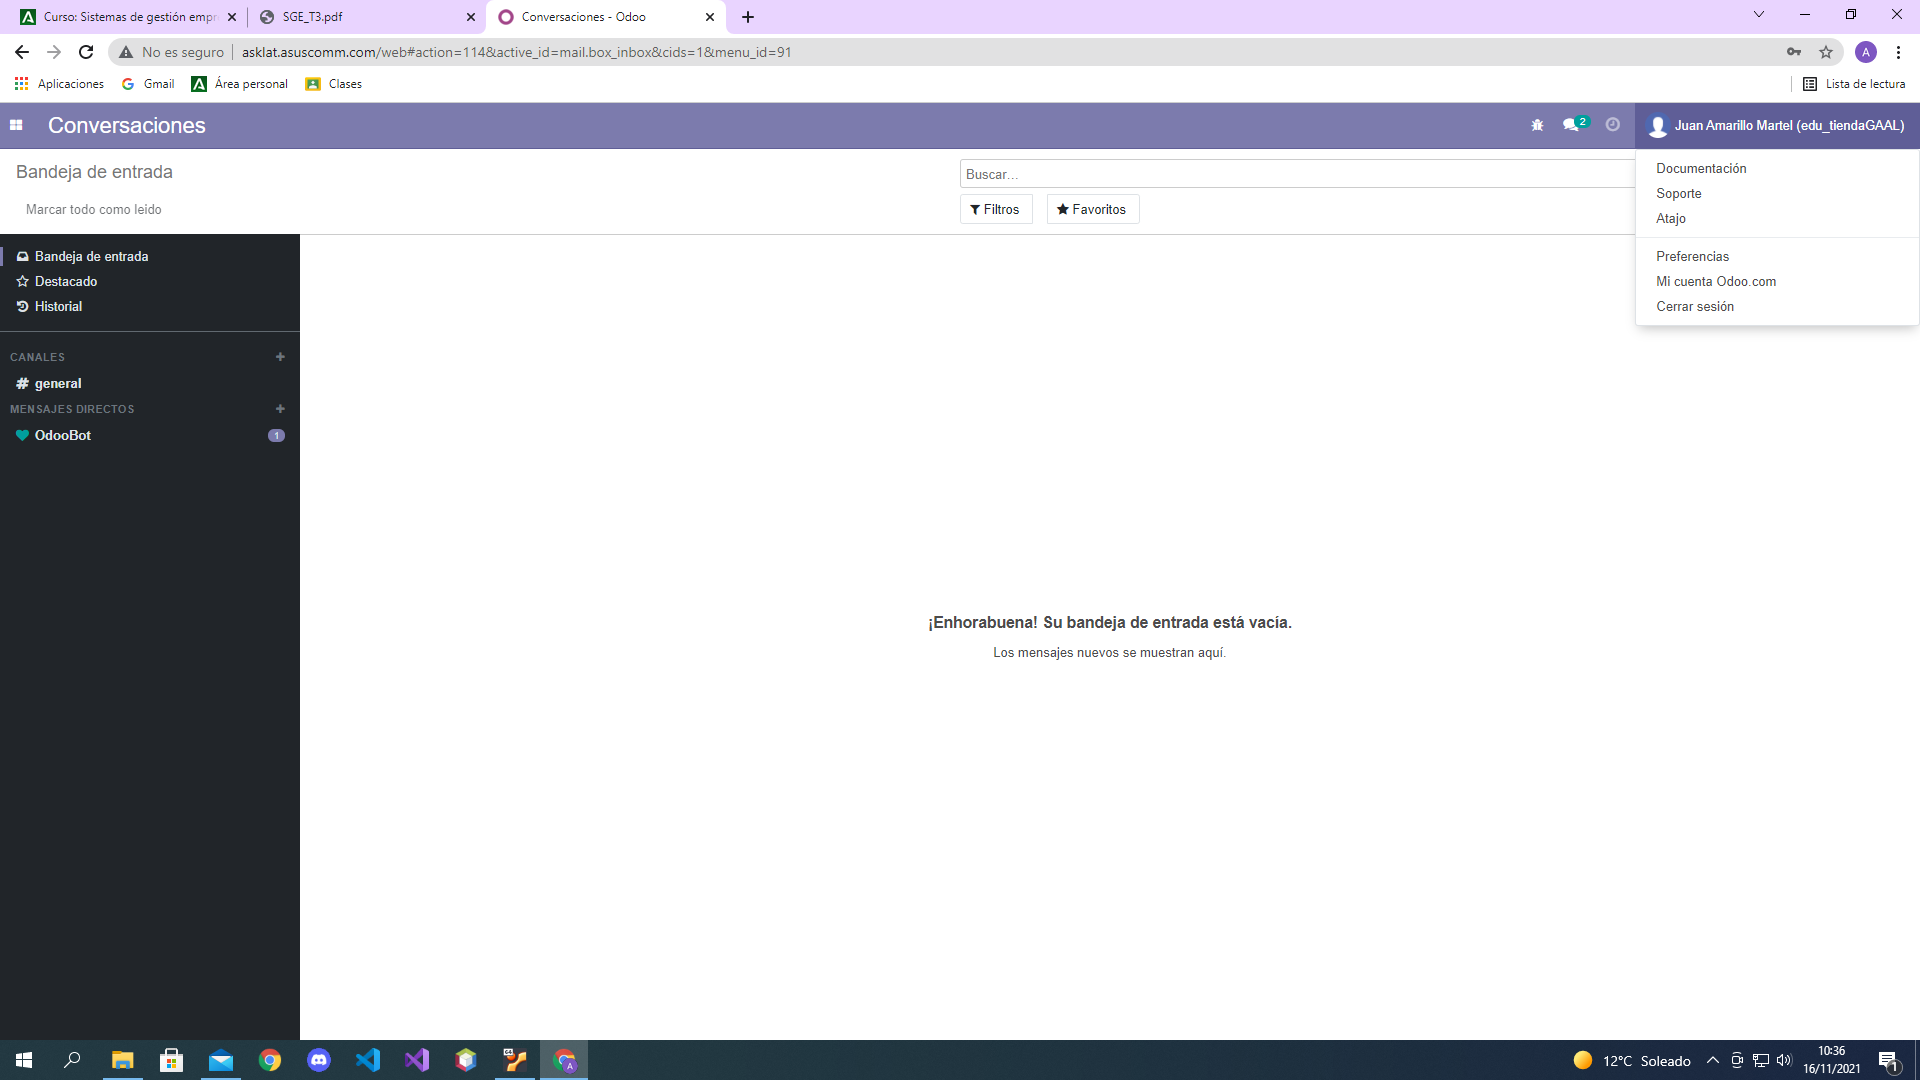 Curso: Sistemas de gestión empr
SGE_T3.pdf
Conversaciones - Odoo
No es seguro
asklat.asuscomm.com/web#action=114&active_id=mail.box_inbox&cids=1&menu_id=91
A
Aplicaciones
Gmail
Área personal
Clases
Lista de lectura
Conversaciones
2
Juan Amarillo Martel (edu_tiendaGAAL)
Bandeja de entrada
Buscar...
Marcar todo como leido
Filtros
Favoritos
Documentación
Soporte
Atajo
Preferencias
Mi cuenta Odoo.com
Cerrar sesión
Bandeja de entrada
Destacado
Historial
CANALES
# general
MENSAJES DIRECTOS
OdooBot
1
¡Enhorabuena! Su bandeja de entrada está vacía.
Los mensajes nuevos se muestran aquí.
12°C Soleado
10:36
16/11/2021
1